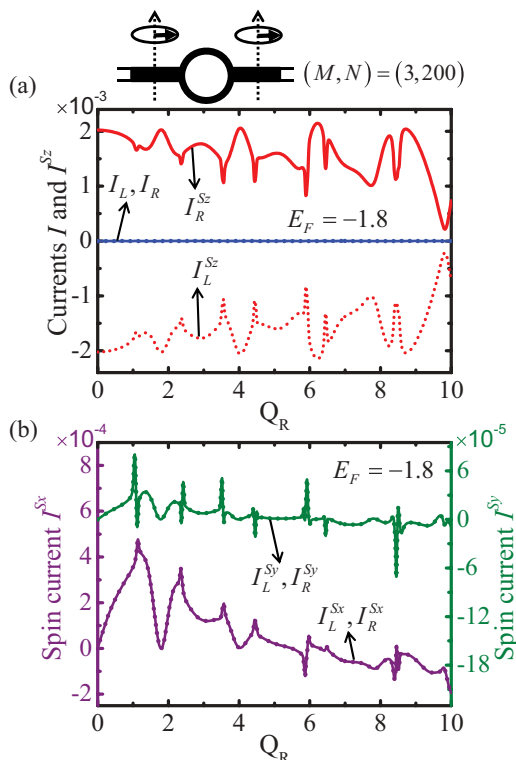 (M,N)=(3,200)
(a)
×10⁻³
2
1
0
-1
-2
Currents I and I^{Sz}
I_L, I_R
I_R^{Sz}
E_F = −1.8
I_L^{Sz}
0 2 4 6 8 10
Q_R
(b)
×10⁻⁴
×10⁻⁵
8
6
4
2
0
-2
Spin current I^{Sx}
E_F = −1.8
I_L^{Sy}, I_R^{Sy}
I_L^{Sx}, I_R^{Sx}
6
0
-6
-12
-18
Spin current I^{Sy}
0 2 4 6 8 10
Q_R